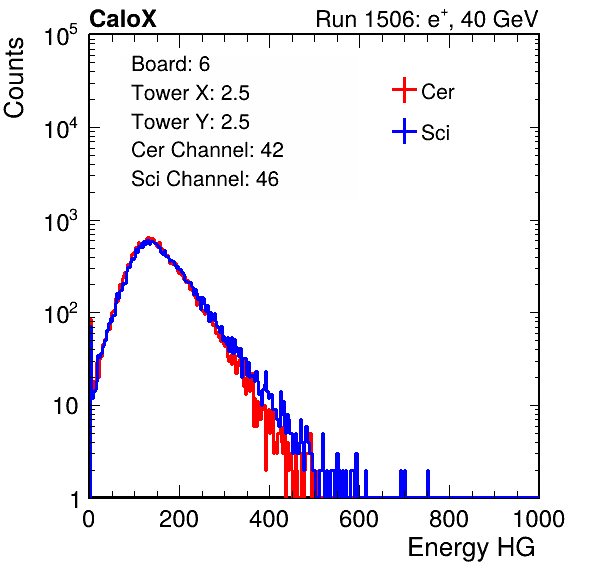 CaloX Run 1506: e⁺, 40 GeV
Counts
Board: 6
Tower X: 2.5
Tower Y: 2.5
Cer Channel: 42
Sci Channel: 46
Cer
Sci
10⁵
10⁴
10³
10²
10
1
0 200 400 600 800 1000
Energy HG